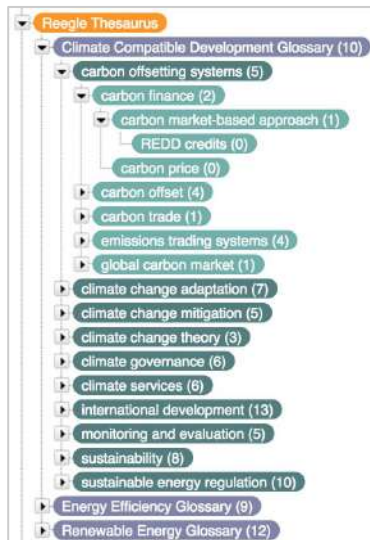 Reegle Thesaurus
Climate Compatible Development Glossary (10)
carbon offsetting systems (5)
carbon finance (2)
carbon market-based approach (1)
REDD credits (0)
carbon price (0)
carbon offset (4)
carbon trade (1)
emissions trading systems (4)
global carbon market (1)
climate change adaptation (7)
climate change mitigation (5)
climate change theory (3)
climate governance (6)
climate services (6)
international development (13)
monitoring and evaluation (5)
sustainability (8)
sustainable energy regulation (10)
Energy Efficiency Glossary (9)
Renewable Energy Glossary (12)